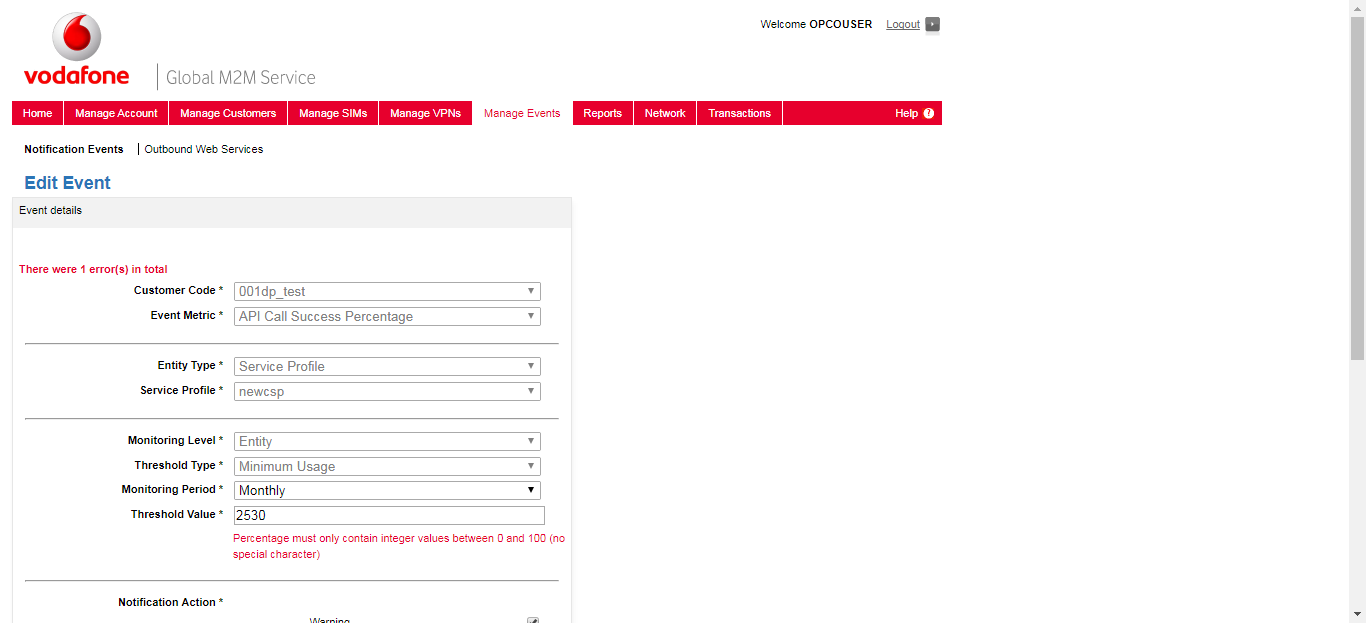 Welcome OPCOUSER Logout
vodafone
Global M2M Service
Home Manage Account Manage Customers Manage SIMs Manage VPNs Manage Events Reports Network Transactions Help ?
Notification Events Outbound Web Services
Edit Event
Event details
There were 1 error(s) in total
Customer Code * 001dp_test
Event Metric * API Call Success Percentage
Entity Type * Service Profile
Service Profile * newcsp
Monitoring Level * Entity
Threshold Type * Minimum Usage
Monitoring Period * Monthly
Threshold Value * 2530
Percentage must only contain integer values between 0 and 100 (no
special character)
Notification Action *
Warning